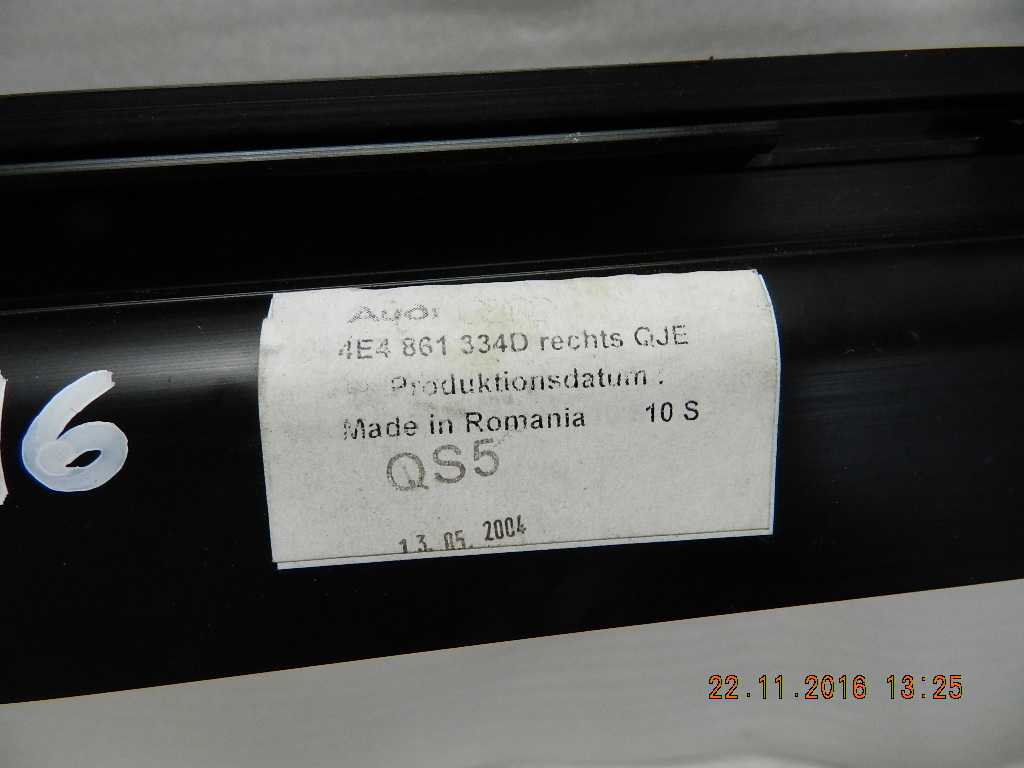 Audi
4E4 861 334D rechts QJE
Produktionsdatum :
Made in Romania 10 S
QS5
13. 05. 2004
6
22.11.2016 13:25